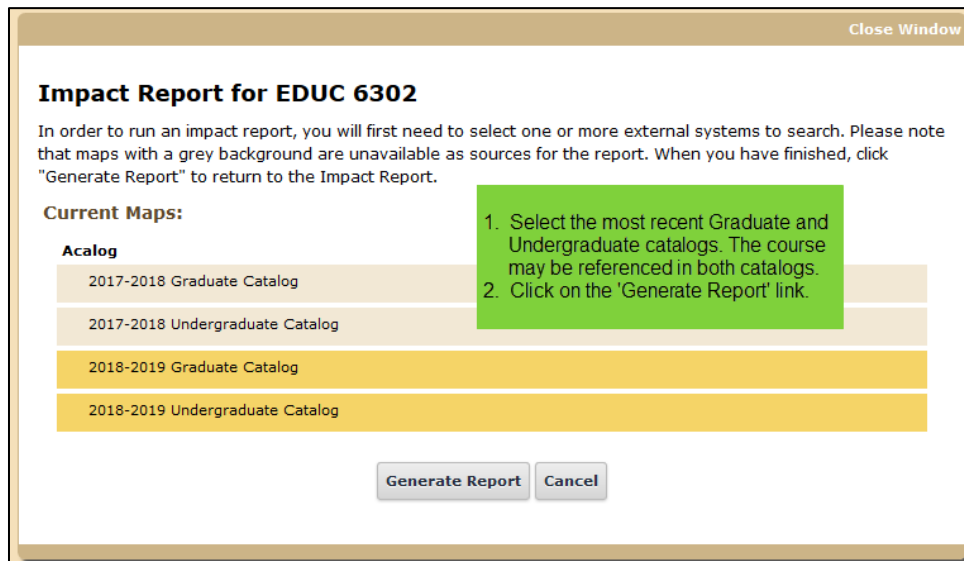 Close Window
Impact Report for EDUC 6302
In order to run an impact report, you will first need to select one or more external systems to search. Please note
that maps with a grey background are unavailable as sources for the report. When you have finished, click
"Generate Report" to return to the Impact Report.
Current Maps:
1. Select the most recent Graduate and
Undergraduate catalogs. The course
may be referenced in both catalogs.
2. Click on the 'Generate Report' link.
Acalog
2017-2018 Graduate Catalog
2017-2018 Undergraduate Catalog
2018-2019 Graduate Catalog
2018-2019 Undergraduate Catalog
Generate Report Cancel